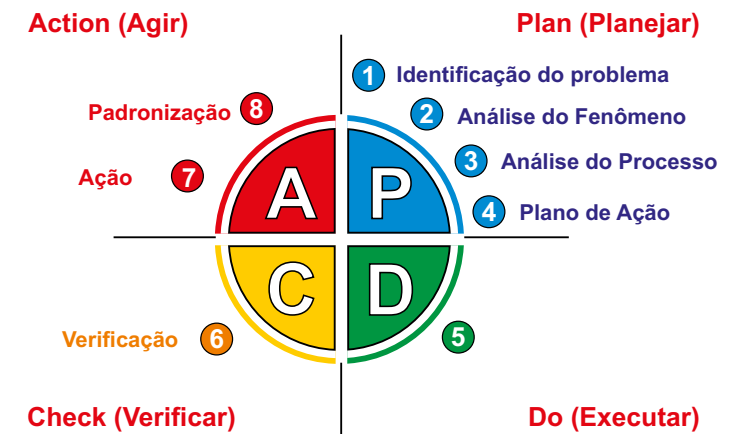 Action (Agir)
Plan (Planejar)
1 Identificação do problema
2 Análise do Fenômeno
3 Análise do Processo
4 Plano de Ação
Padronização 8
Ação 7
A P
C D
Verificação 6
5
Check (Verificar)
Do (Executar)